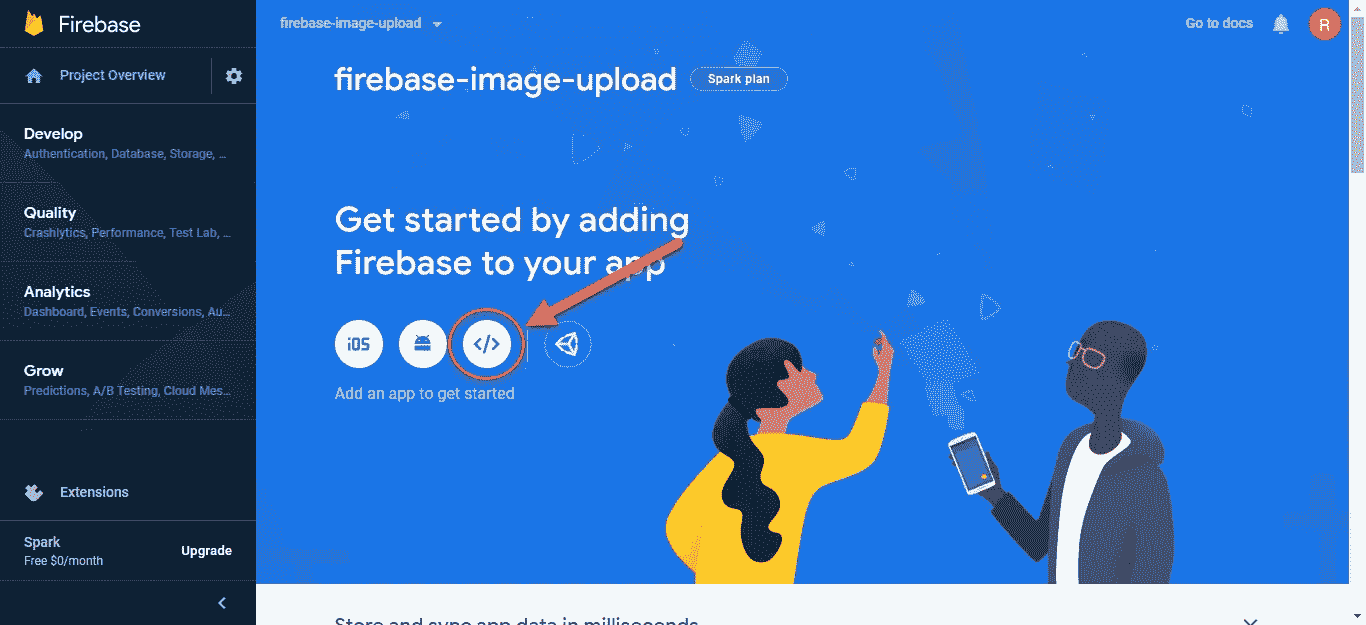 Firebase
Project Overview
Develop
Authentication, Database, Storage, ...
Quality
Crashlytics, Performance, Test Lab, ...
Analytics
Dashboard, Events, Conversions, Au...
Grow
Predictions, A/B Testing, Cloud Mes...
Extensions
Spark
Free $0/month
Upgrade
firebase-image-upload
Go to docs
R
firebase-image-upload
Spark plan
Get started by adding
Firebase to your app
iOS
</>
Add an app to get started
Store and sync app data in milliseconds